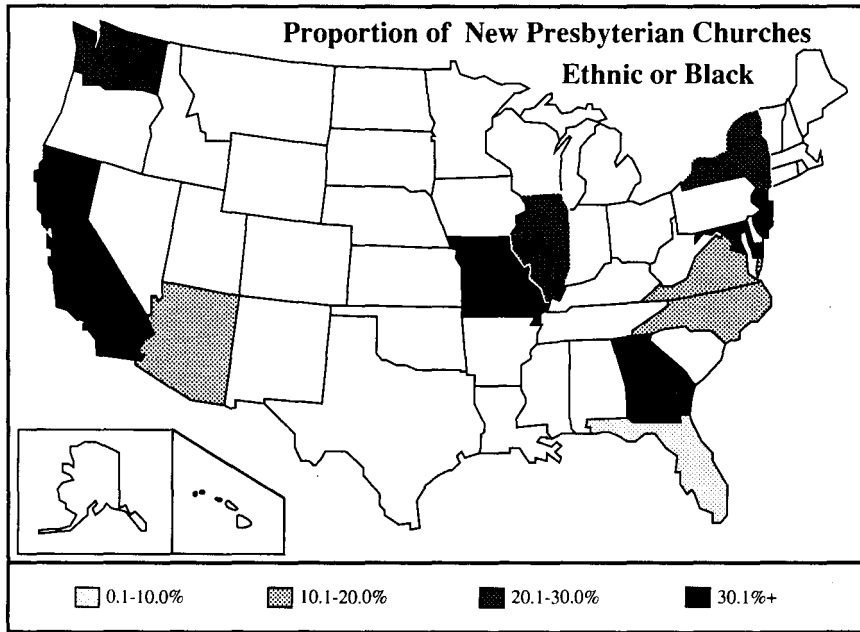 Proportion of New Presbyterian Churches
Ethnic or Black
0.1-10.0%
10.1-20.0%
20.1-30.0%
30.1%+